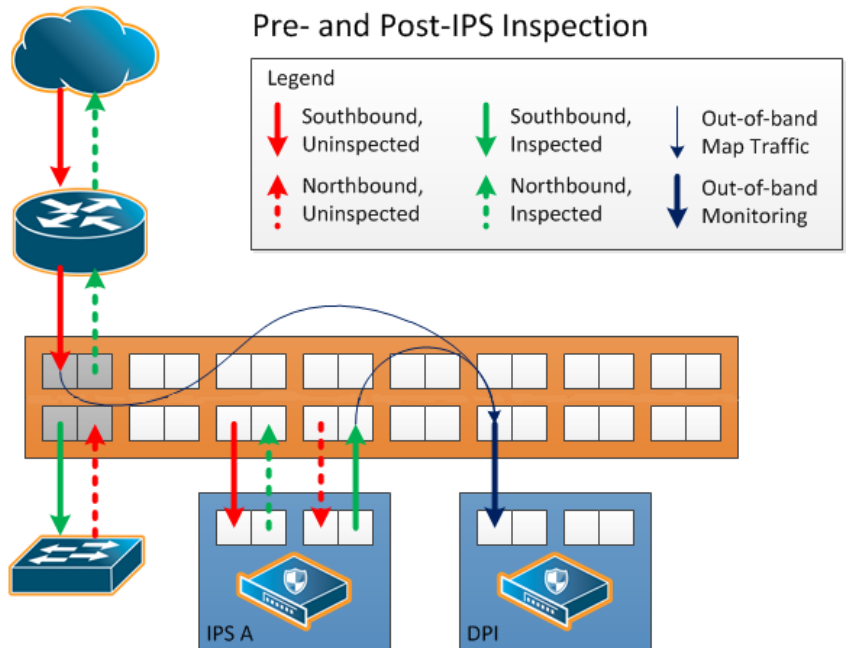 Pre- and Post-IPS Inspection
Legend
Southbound,
Uninspected
Southbound,
Inspected
Out-of-band
Map Traffic
Northbound,
Uninspected
Northbound,
Inspected
Out-of-band
Monitoring
IPS A
DPI